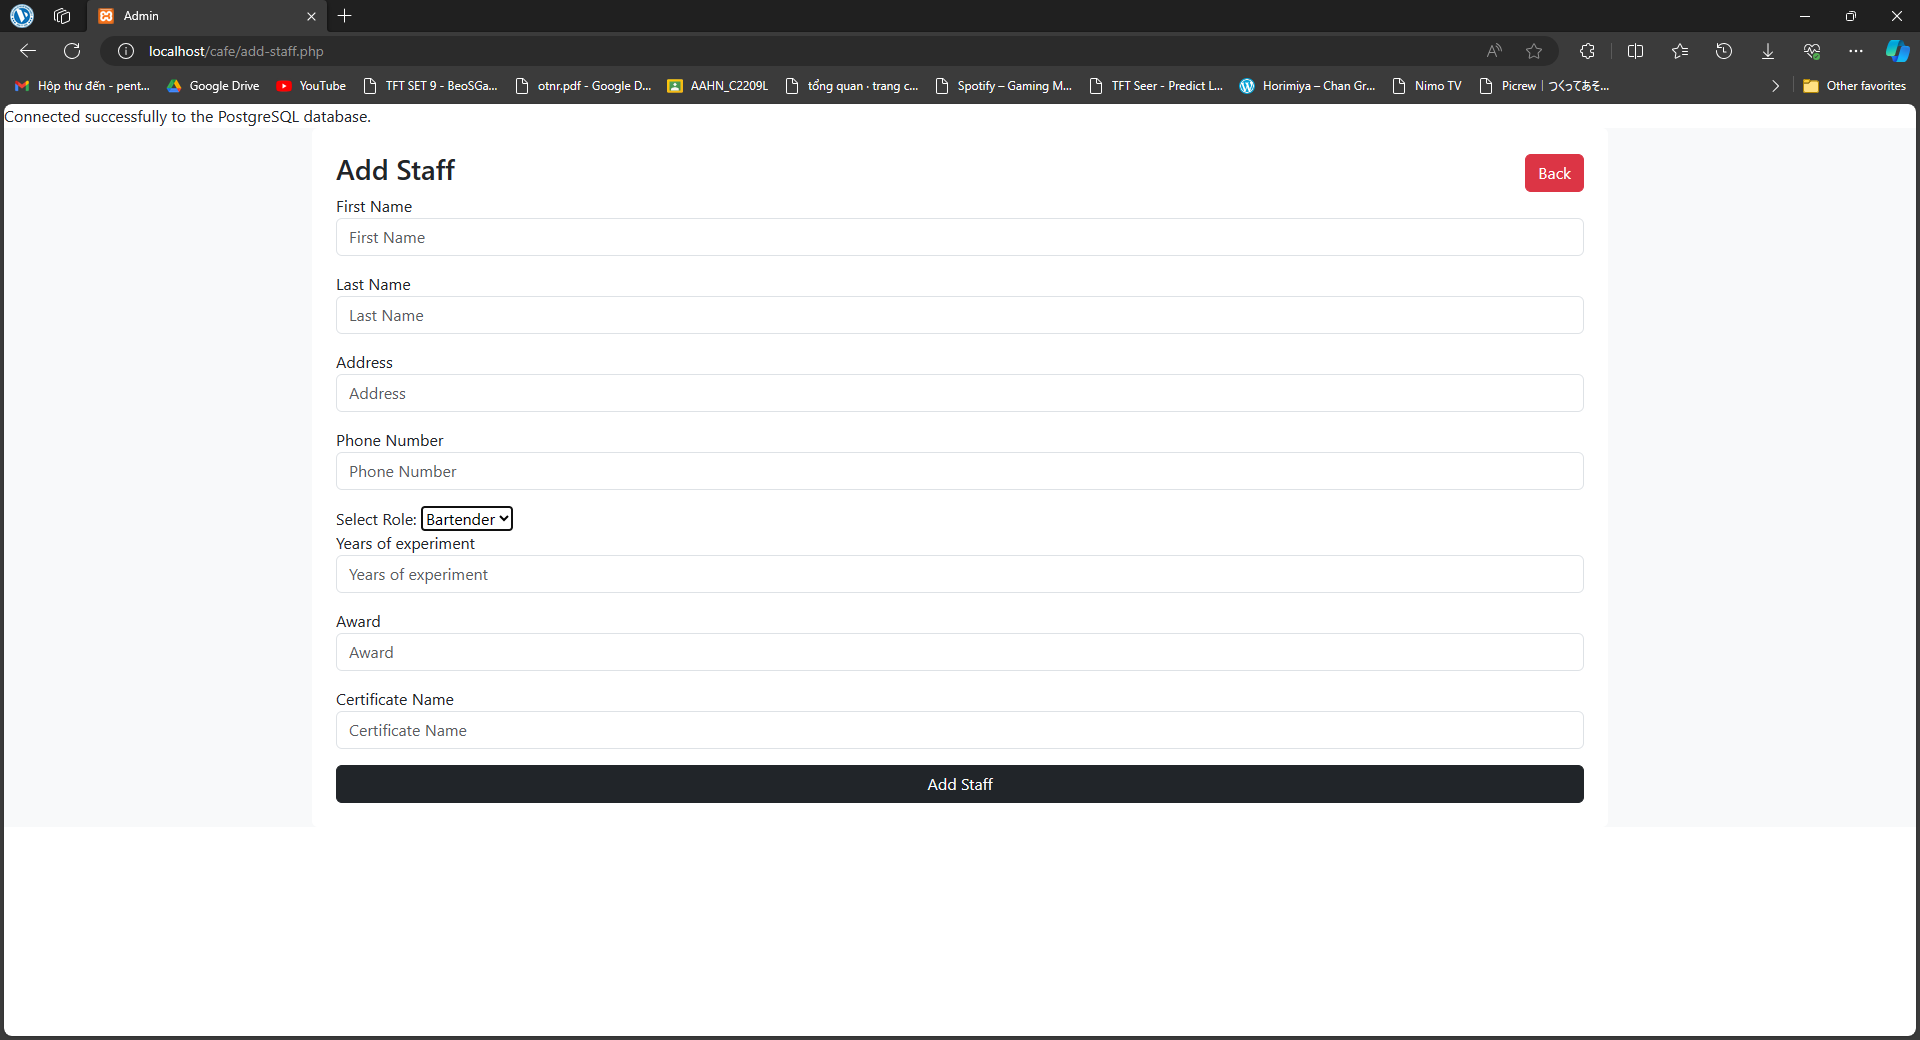 Admin
localhost/cafe/add-staff.php
Hộp thư đến - pent...
Google Drive
YouTube
TFT SET 9 - BeoSGa...
otnr.pdf - Google D...
AAHN_C2209L
tổng quan · trang c...
Spotify – Gaming M...
TFT Seer - Predict L...
Horimiya – Chan Gr...
Nimo TV
Picrew | つくってあそ...
Other favorites
Connected successfully to the PostgreSQL database.
Add Staff
Back
First Name
First Name
Last Name
Last Name
Address
Address
Phone Number
Phone Number
Select Role: Bartender
Years of experiment
Years of experiment
Award
Award
Certificate Name
Certificate Name
Add Staff